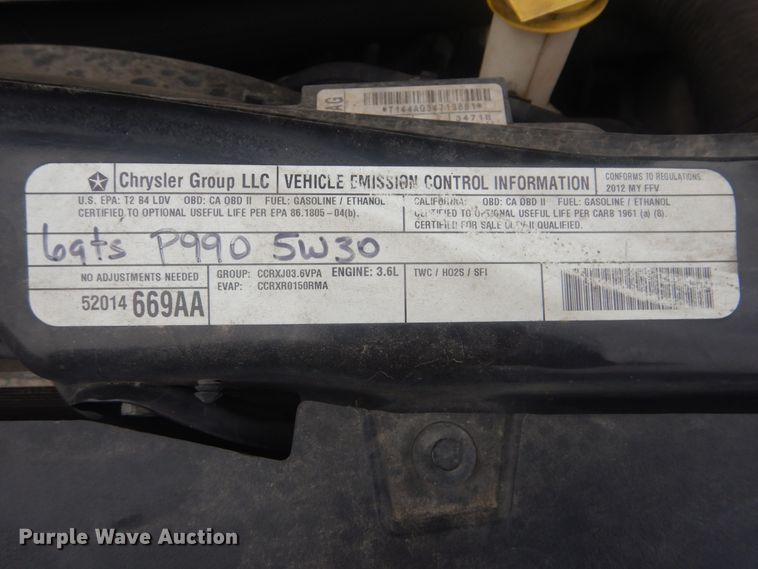 AG
3471B
Chrysler Group LLC VEHICLE EMISSION CONTROL INFORMATION CONFORMS TO REGULATIONS:
2012 MY FFV
U.S. EPA: T2 B4 LDV OBD: CA OBD II FUEL: GASOLINE / ETHANOL
CERTIFIED TO OPTIONAL USEFUL LIFE PER EPA 86.1805-04(b).
CALIFORNIA: OBD: CA OBD II FUEL: GASOLINE / ETHANOL
CERTIFIED TO OPTIONAL USEFUL LIFE PER CARB 1961 (a) (8).
CERTIFIED FOR SALE II QUALIFIED.
6qts P990 5W30
NO ADJUSTMENTS NEEDED
52014 669AA
GROUP: CCRXJ03.6VPA ENGINE: 3.6L
EVAP: CCRXR0150RMA
TWC / HO2S / SFI
Purple Wave Auction